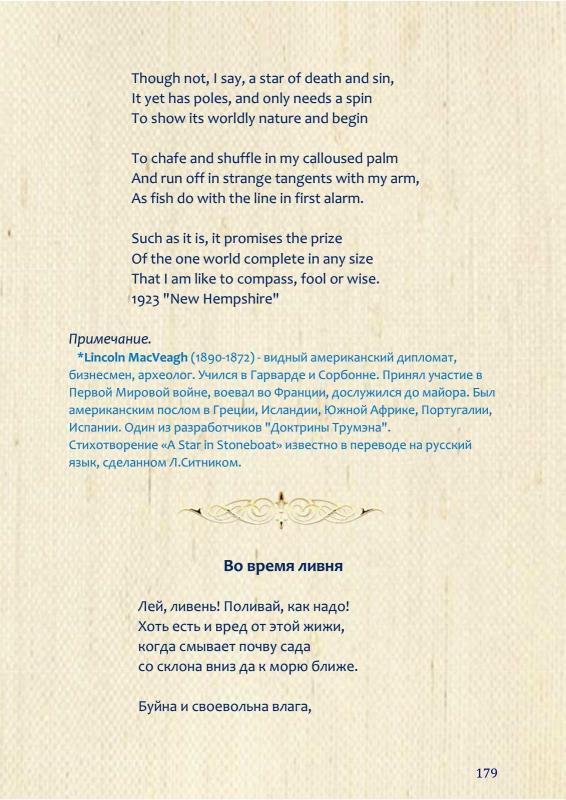 Though not, I say, a star of death and sin,
It yet has poles, and only needs a spin
To show its worldly nature and begin
To chafe and shuffle in my calloused palm
And run off in strange tangents with my arm,
As fish do with the line in first alarm.
Such as it is, it promises the prize
Of the one world complete in any size
That I am like to compass, fool or wise.
1923 "New Hempshire"
Примечание.
*Lincoln MacVeagh (1890-1872) - видный американский дипломат,
бизнесмен, археолог. Учился в Гарварде и Сорбонне. Принял участие в
Первой Мировой войне, воевал во Франции, дослужился до майора. Был
американским послом в Греции, Исландии, Южной Африке, Португалии,
Испании. Один из разработчиков "Доктрины Трумэна".
Стихотворение «A Star in Stoneboat» известно в переводе на русский
язык, сделанном Л.Ситником.
Во время ливня
Лей, ливень! Поливай, как надо!
Хоть есть и вред от этой жижи,
когда смывает почву сада
со склона вниз да к морю ближе.
Буйна и своевольна влага,
179